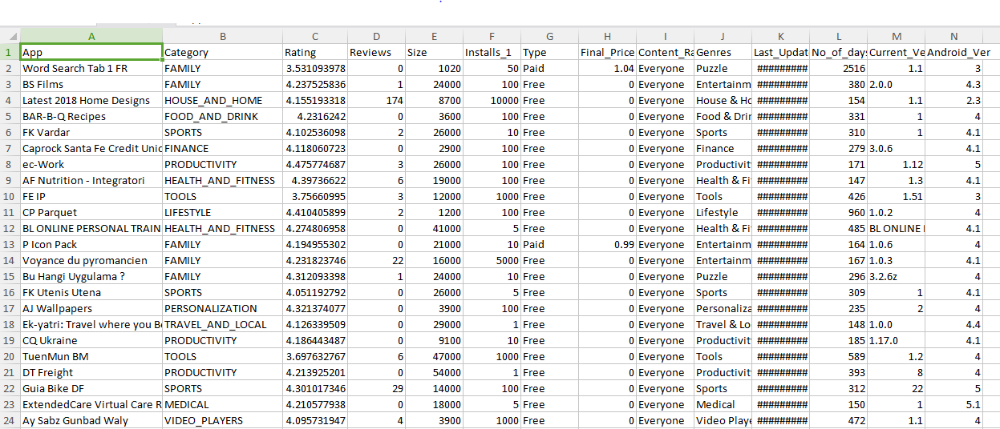 A B C D E F G H I J K L M N
1 App Category Rating Reviews Size Installs_1 Type Final_Price Content_Ra Genres Last_Updat No_of_day Current_Ve Android_Ver
2 Word Search Tab 1 FR FAMILY 3.531093978 0 1020 50 Paid 1.04 Everyone Puzzle ######### 2516 1.1 3
3 BS Films FAMILY 4.237525836 1 24000 100 Free 0 Everyone Entertainm ######### 380 2.0.0 4.3
4 Latest 2018 Home Designs HOUSE_AND_HOME 4.155193318 174 8700 10000 Free 0 Everyone House & Ho ######### 154 1.1 2.3
5 BAR-B-Q Recipes FOOD_AND_DRINK 4.2316242 0 3600 100 Free 0 Everyone Food & Drin ######### 331 1 4
6 FK Vardar SPORTS 4.102536098 2 26000 10 Free 0 Everyone Sports ######### 310 1 4.1
7 Caprock Santa Fe Credit Unic FINANCE 4.118060723 0 2900 100 Free 0 Everyone Finance ######### 279 3.0.6 4.1
8 ec-Work PRODUCTIVITY 4.475774687 3 26000 100 Free 0 Everyone Productivit ######### 171 1.12 5
9 AF Nutrition - Integratori HEALTH_AND_FITNESS 4.39736622 6 19000 100 Free 0 Everyone Health & Fi ######### 147 1.3 4.1
10 FE IP TOOLS 3.75660995 3 12000 1000 Free 0 Everyone Tools ######### 426 1.51 3
11 CP Parquet LIFESTYLE 4.410405899 2 1200 100 Free 0 Everyone Lifestyle ######### 960 1.0.2 4
12 BL ONLINE PERSONAL TRAIN HEALTH_AND_FITNESS 4.274806958 0 41000 5 Free 0 Everyone Health & Fi ######### 485 BL ONLINE 4.1
13 P Icon Pack FAMILY 4.194955302 0 21000 10 Paid 0.99 Everyone Entertainm ######### 164 1.0.6 4
14 Voyance du pyromancien FAMILY 4.231823746 22 16000 5000 Free 0 Everyone Entertainm ######### 167 1.0.3 4.1
15 Bu Hangi Uygulama ? FAMILY 4.312093398 1 24000 10 Free 0 Everyone Puzzle ######### 296 3.2.6z 4
16 FK Utenis Utena SPORTS 4.051192792 0 26000 5 Free 0 Everyone Sports ######### 309 1 4.1
17 AJ Wallpapers PERSONALIZATION 4.321374077 0 3900 100 Free 0 Everyone Personaliza ######### 235 2 4
18 Ek-yatri: Travel where you Be TRAVEL_AND_LOCAL 4.126339509 0 29000 1 Free 0 Everyone Travel & Lo ######### 148 1.0.0 4.4
19 CQ Ukraine PRODUCTIVITY 4.186443487 0 9100 10 Free 0 Everyone Productivit ######### 185 1.17.0 4.1
20 TuenMun BM TOOLS 3.697632767 6 47000 1000 Free 0 Everyone Tools ######### 589 1.2 4
21 DT Freight PRODUCTIVITY 4.213925201 0 54000 1 Free 0 Everyone Productivit ######### 393 8 4
22 Guia Bike DF SPORTS 4.301017346 29 14000 100 Free 0 Everyone Sports ######### 312 22 5
23 ExtendedCare Virtual Care R MEDICAL 4.210577938 0 18000 5 Free 0 Everyone Medical ######### 150 1 5.1
24 Ay Sabz Gunbad Waly VIDEO_PLAYERS 4.095731947 4 3900 1000 Free 0 Everyone Video Playe ######### 472 1.1 4